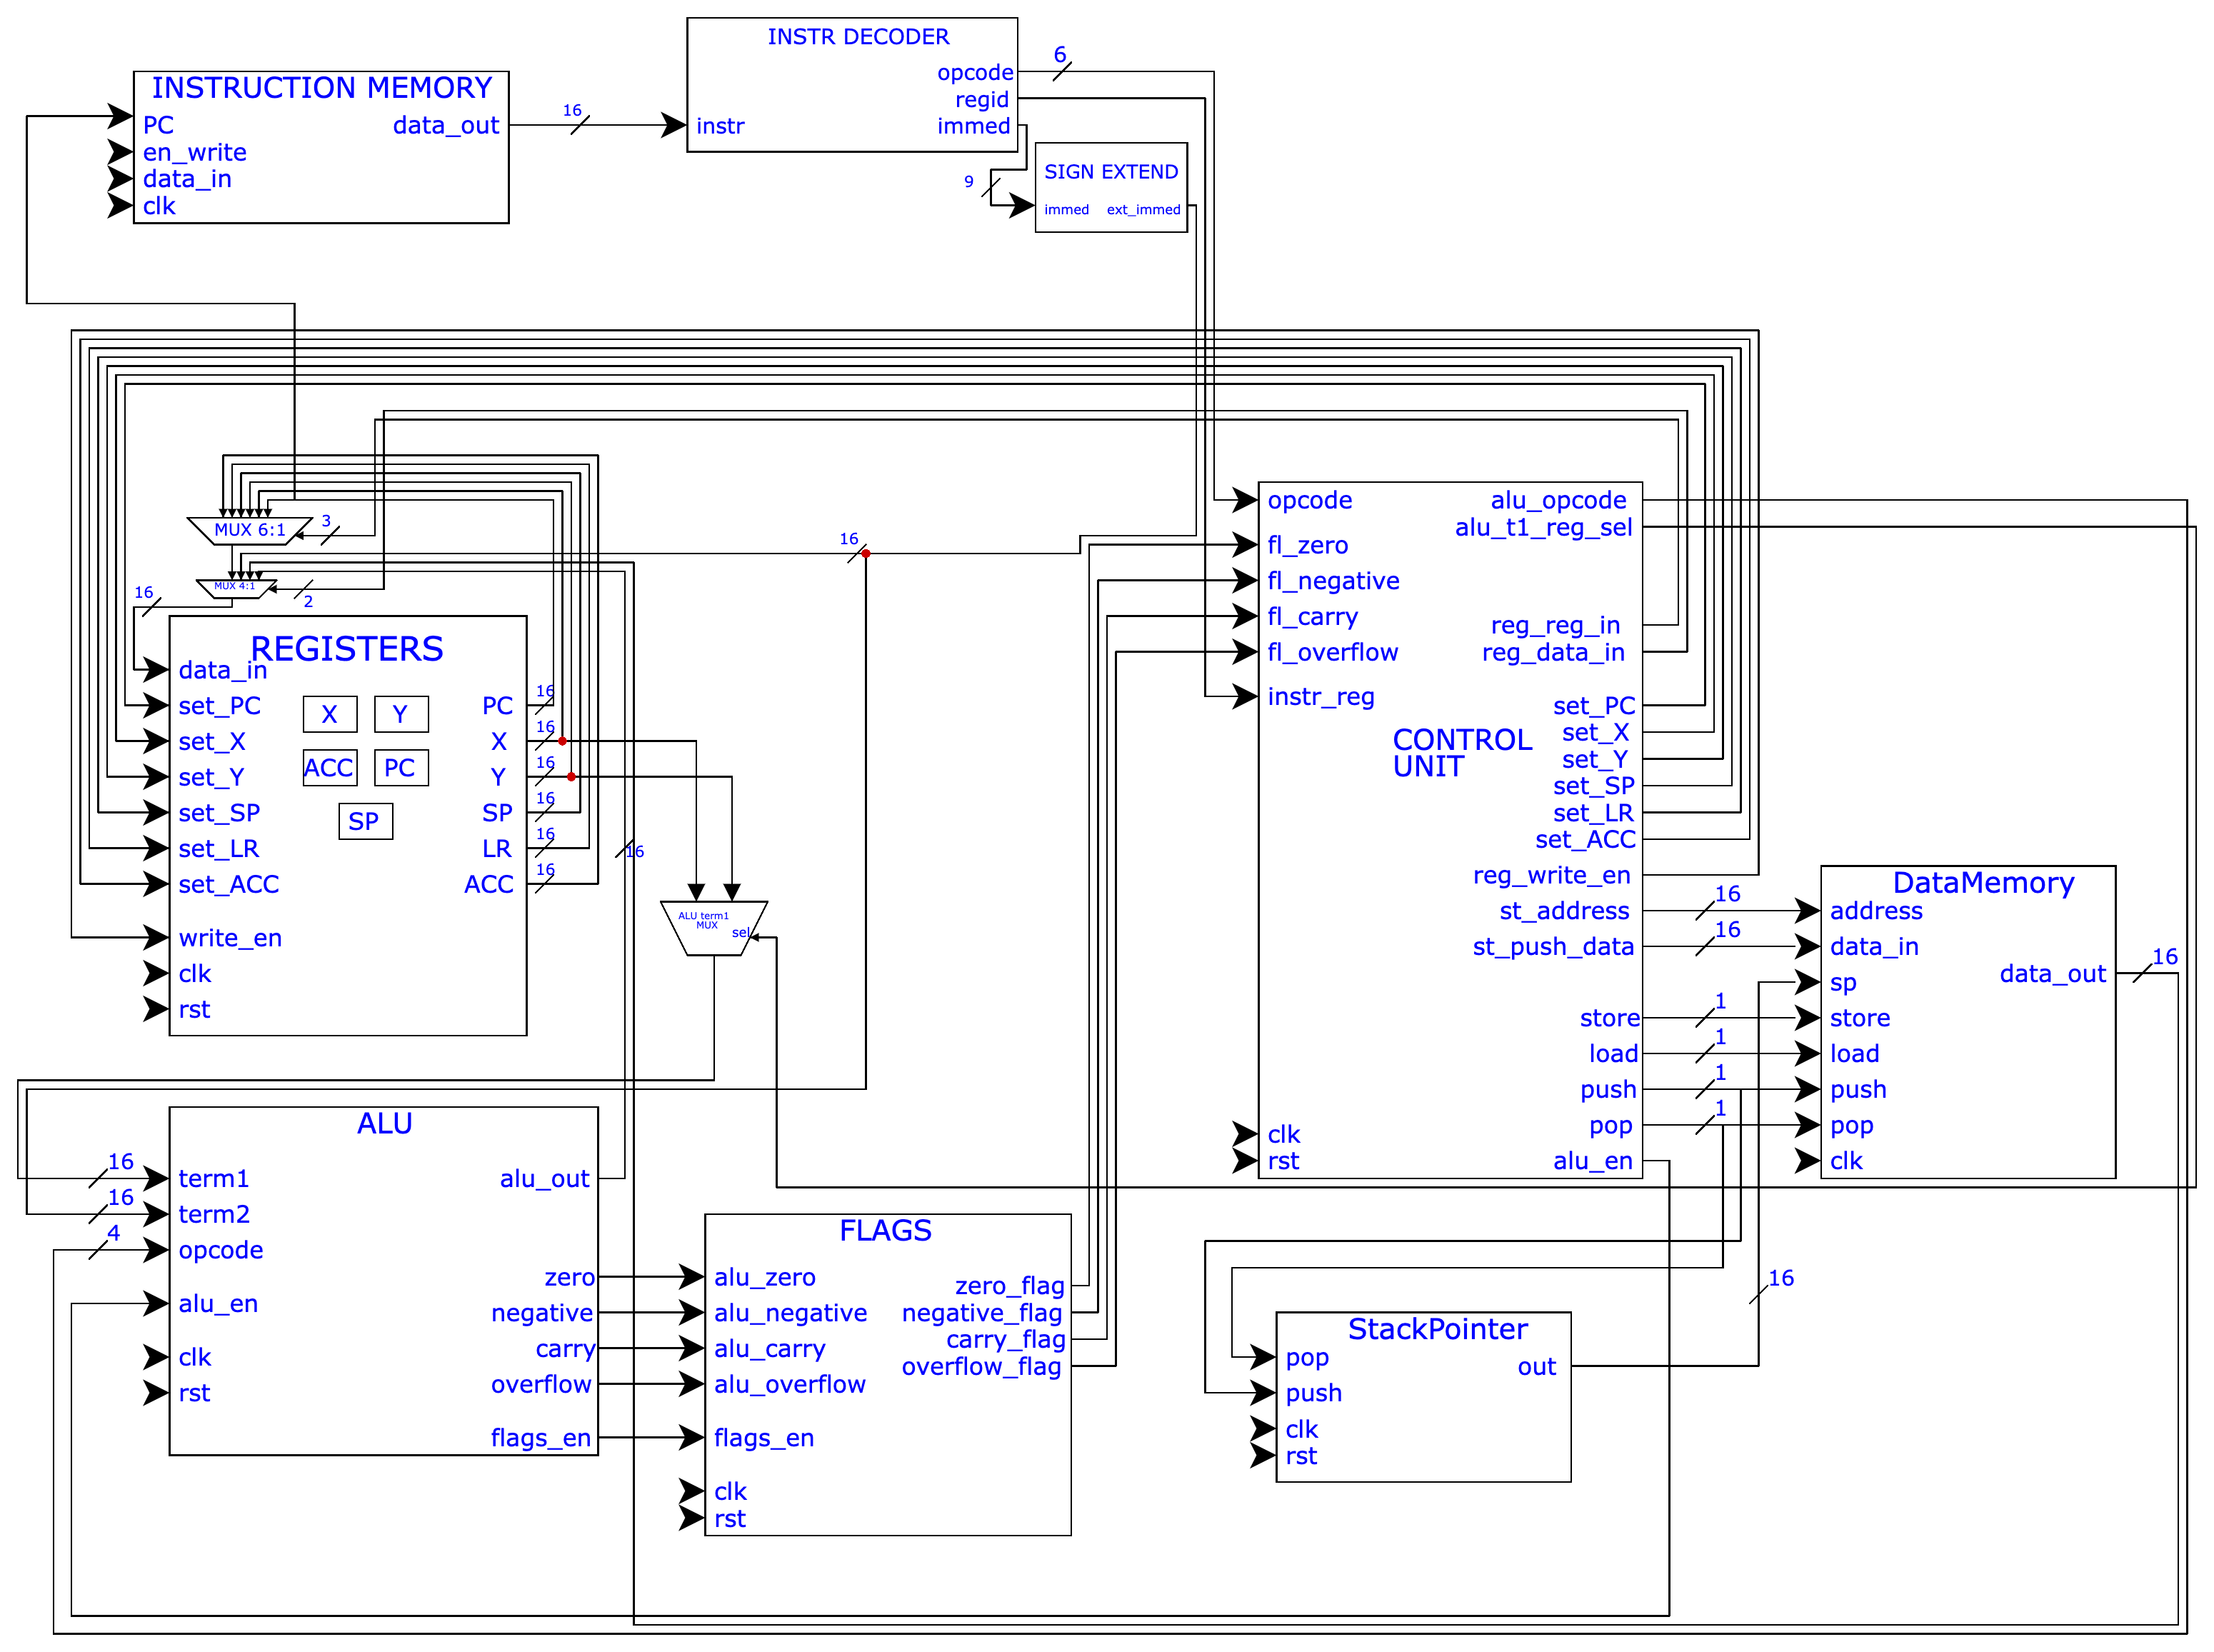 INSTRUCTION MEMORY
PC
data_out
en_write
data_in
clk
16
INSTR DECODER
opcode
regid
immed
instr
6
SIGN EXTEND
immed
ext_immed
9
MUX 6:1
3
MUX 4:1
2
16
16
REGISTERS
data_in
set_PC
set_X
set_Y
set_SP
set_LR
set_ACC
write_en
clk
rst
X
Y
ACC
PC
SP
PC
X
Y
SP
LR
ACC
16
16
16
16
16
16
16
ALU term1
MUX
sel
CONTROL
UNIT
opcode
fl_zero
fl_negative
fl_carry
fl_overflow
instr_reg
clk
rst
alu_opcode
alu_t1_reg_sel
reg_reg_in
reg_data_in
set_PC
set_X
set_Y
set_SP
set_LR
set_ACC
reg_write_en
st_address
st_push_data
store
load
push
pop
alu_en
16
16
1
1
1
1
DataMemory
address
data_in
sp
store
load
push
pop
clk
data_out
16
ALU
term1
term2
opcode
alu_en
clk
rst
alu_out
zero
negative
carry
overflow
flags_en
16
16
4
FLAGS
alu_zero
alu_negative
alu_carry
alu_overflow
flags_en
clk
rst
zero_flag
negative_flag
carry_flag
overflow_flag
StackPointer
pop
push
clk
rst
out
16